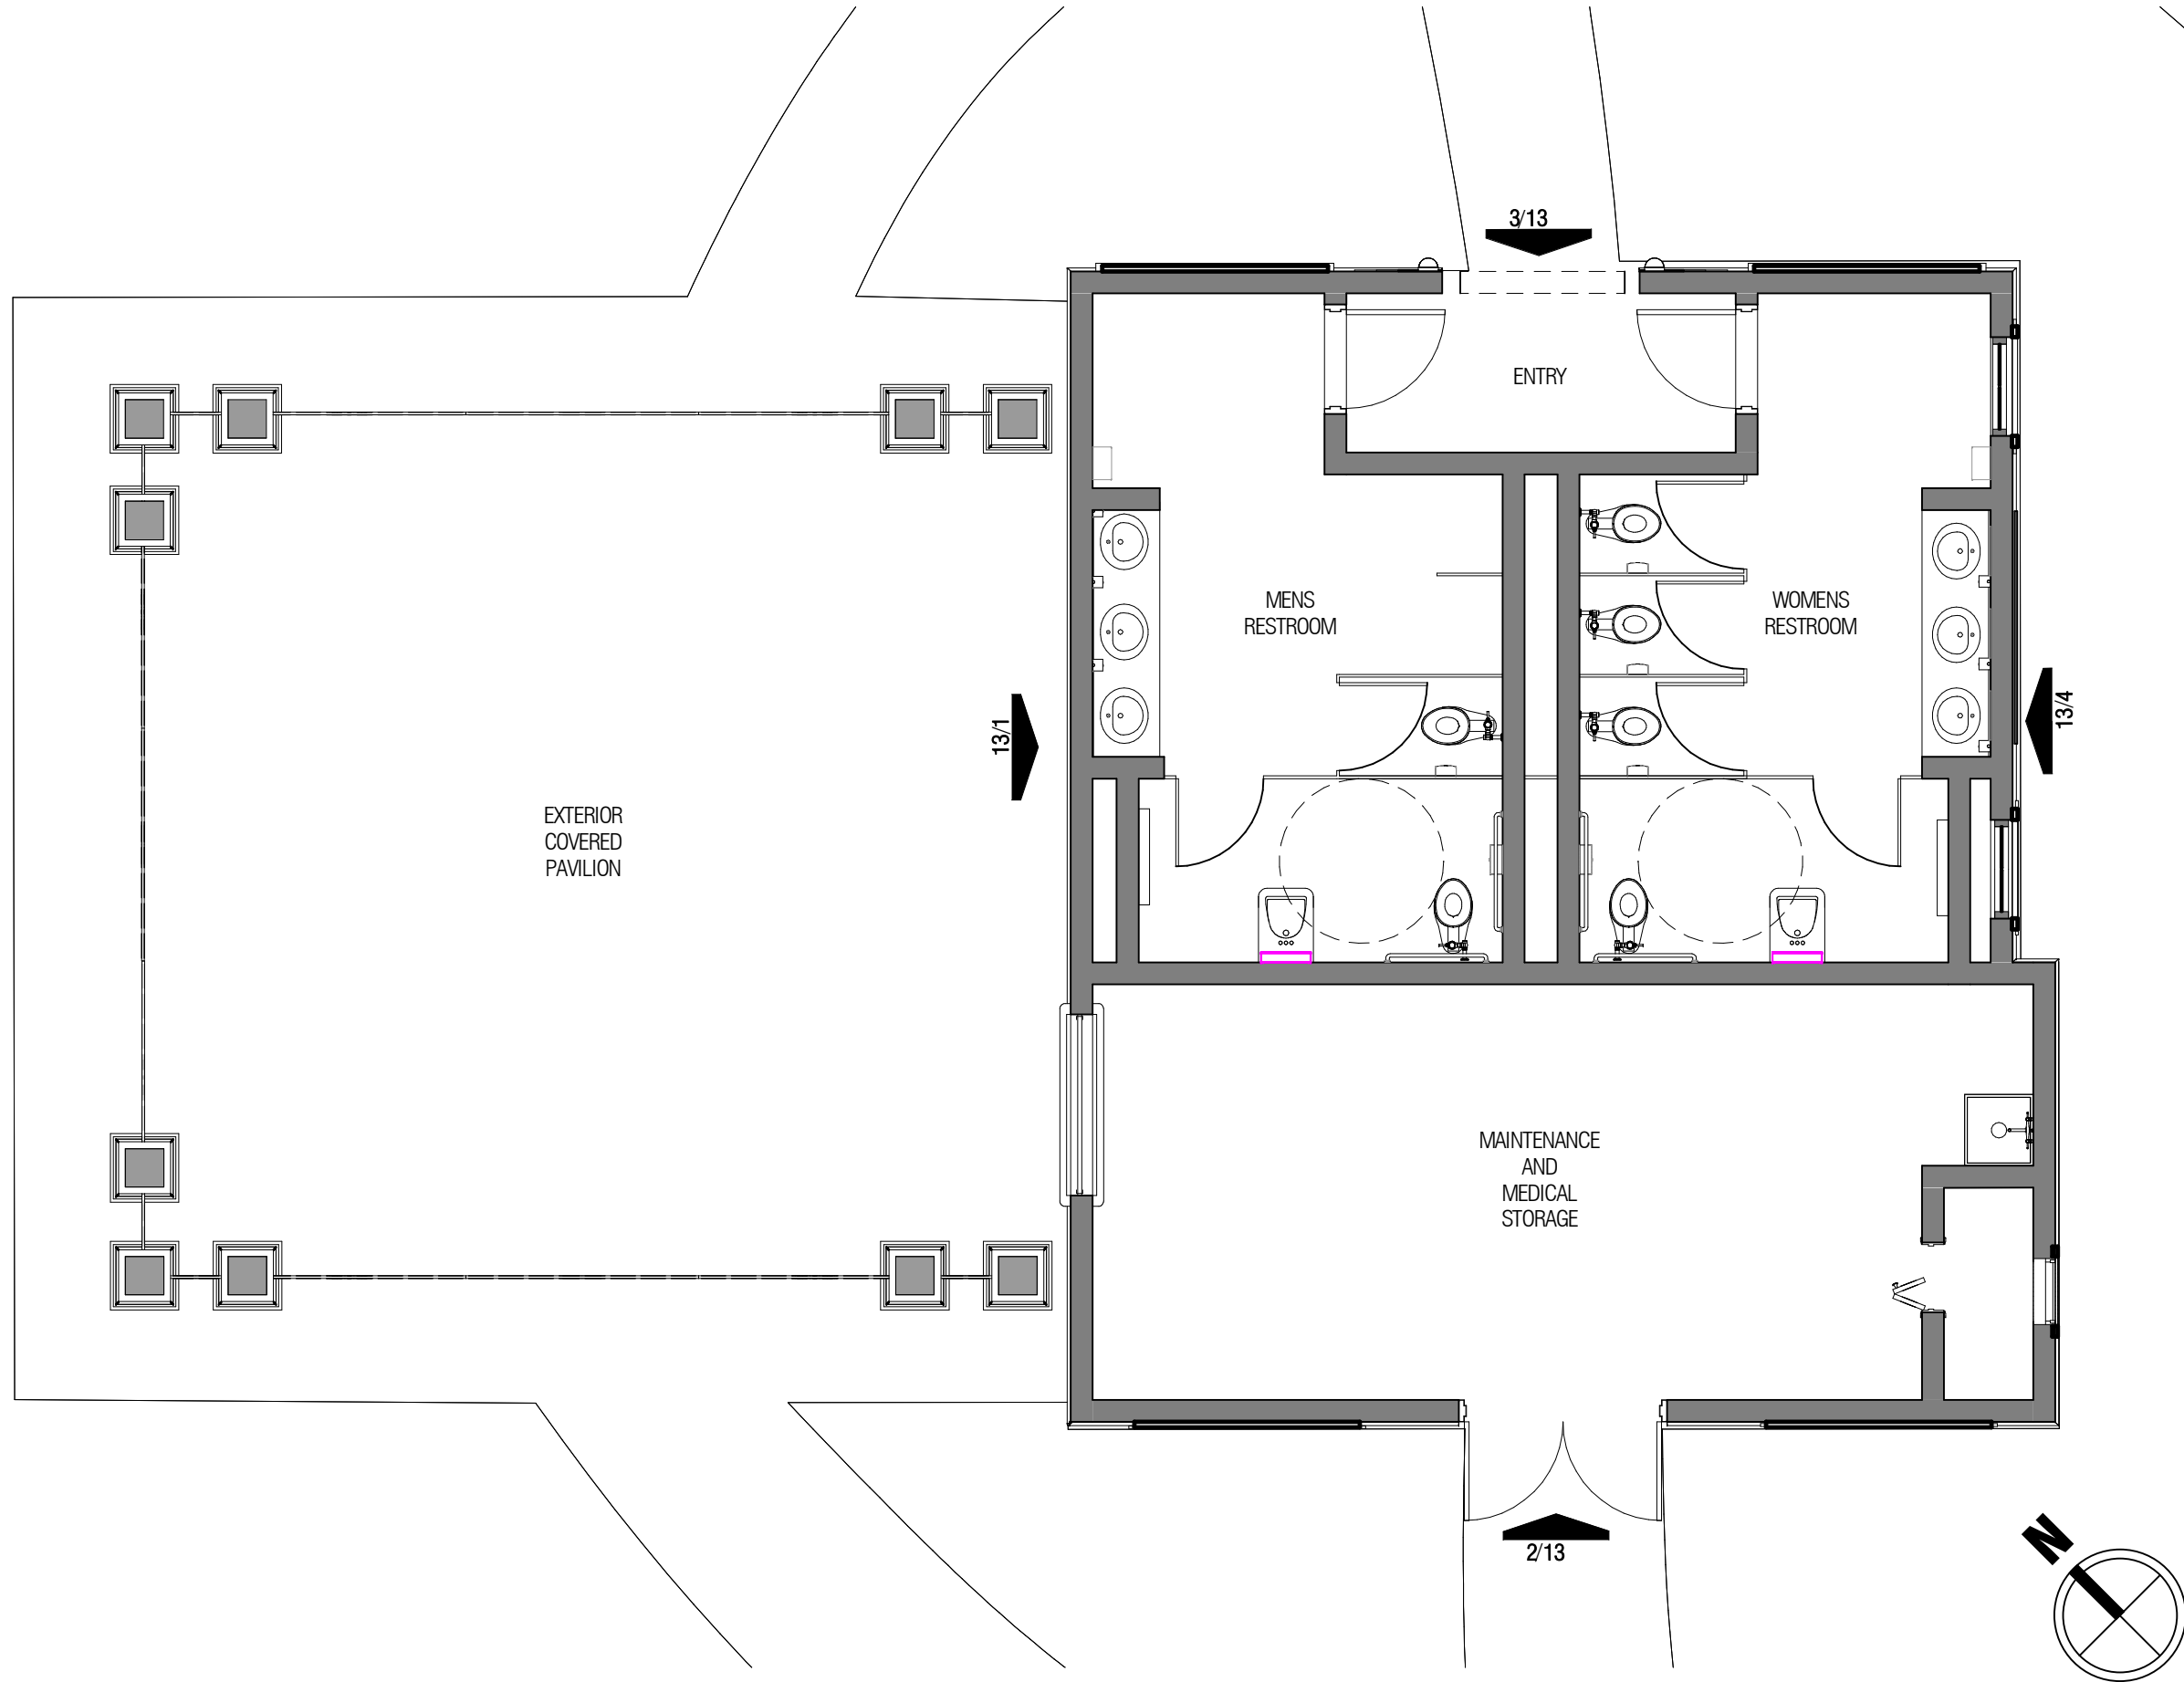 3/13
ENTRY
MENS
RESTROOM
WOMENS
RESTROOM
13/1
13/4
EXTERIOR
COVERED
PAVILION
MAINTENANCE
AND
MEDICAL
STORAGE
2/13
N